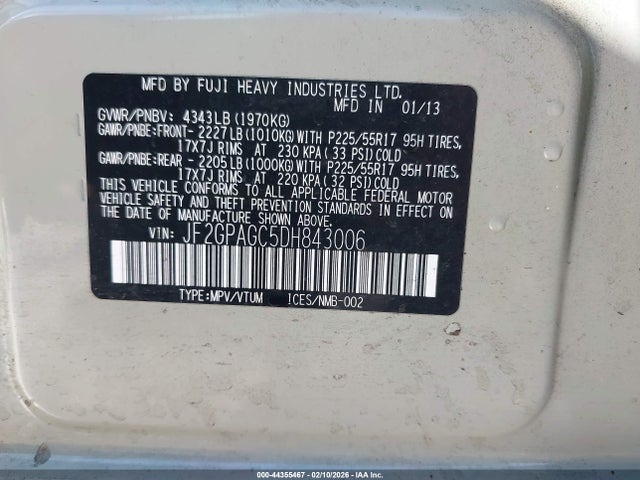 MFD BY FUJI HEAVY INDUSTRIES LTD.
MFD IN 01/13
GVWR/PNBV: 4343LB(1970KG)
GAWR/PNBE:FRONT- 2227LB(1010KG)WITH P225/55R17 95H TIRES,
17X7J RIMS AT 230 KPA( 33 PSI)COLD
GAWR/PNBE:REAR - 2205LB(1000KG)WITH P225/55R17 95H TIRES,
17X7J RIMS AT 220 KPA( 32 PSI)COLD
THIS VEHICLE CONFORMS TO ALL APPLICABLE FEDERAL MOTOR
VEHICLE SAFETY AND THEFT PREVENTION STANDARDS IN EFFECT
ON THE DATE OF MANUFACTURE SHOWN ABOVE.
VIN: JF2GPAGC5DH843006
TYPE:MPV/VTUM ICES/NMB-002
000-44355467 - 02/10/2026 - IAA Inc.